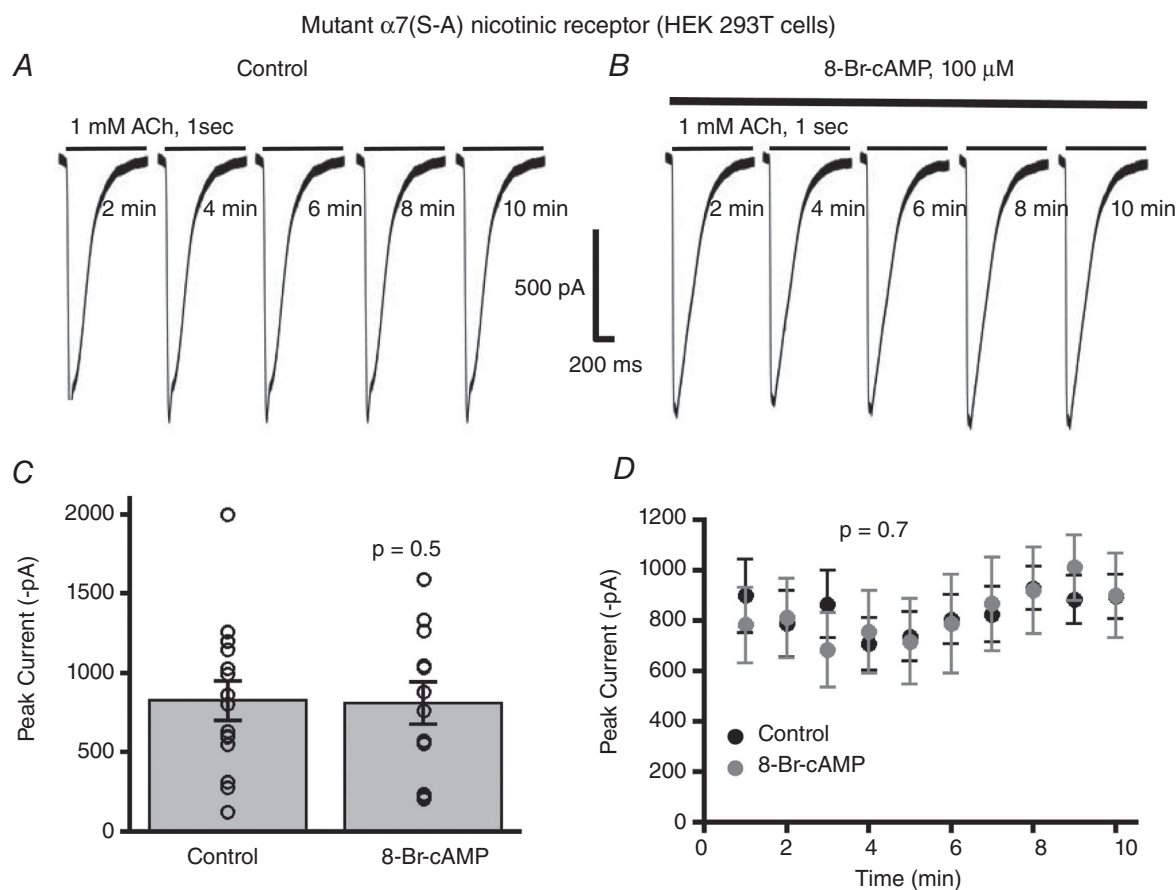 Mutant α7(S-A) nicotinic receptor (HEK 293T cells)
A
Control
1 mM ACh, 1sec
2 min
4 min
6 min
8 min
10 min
500 pA
200 ms
B
8-Br-cAMP, 100 μM
1 mM ACh, 1 sec
2 min
4 min
6 min
8 min
10 min
C
Peak Current (-pA)
2000
1500
1000
500
0
p = 0.5
Control
8-Br-cAMP
D
Peak Current (-pA)
1200
1000
800
600
400
200
0
p = 0.7
Control
8-Br-cAMP
0 2 4 6 8 10
Time (min)